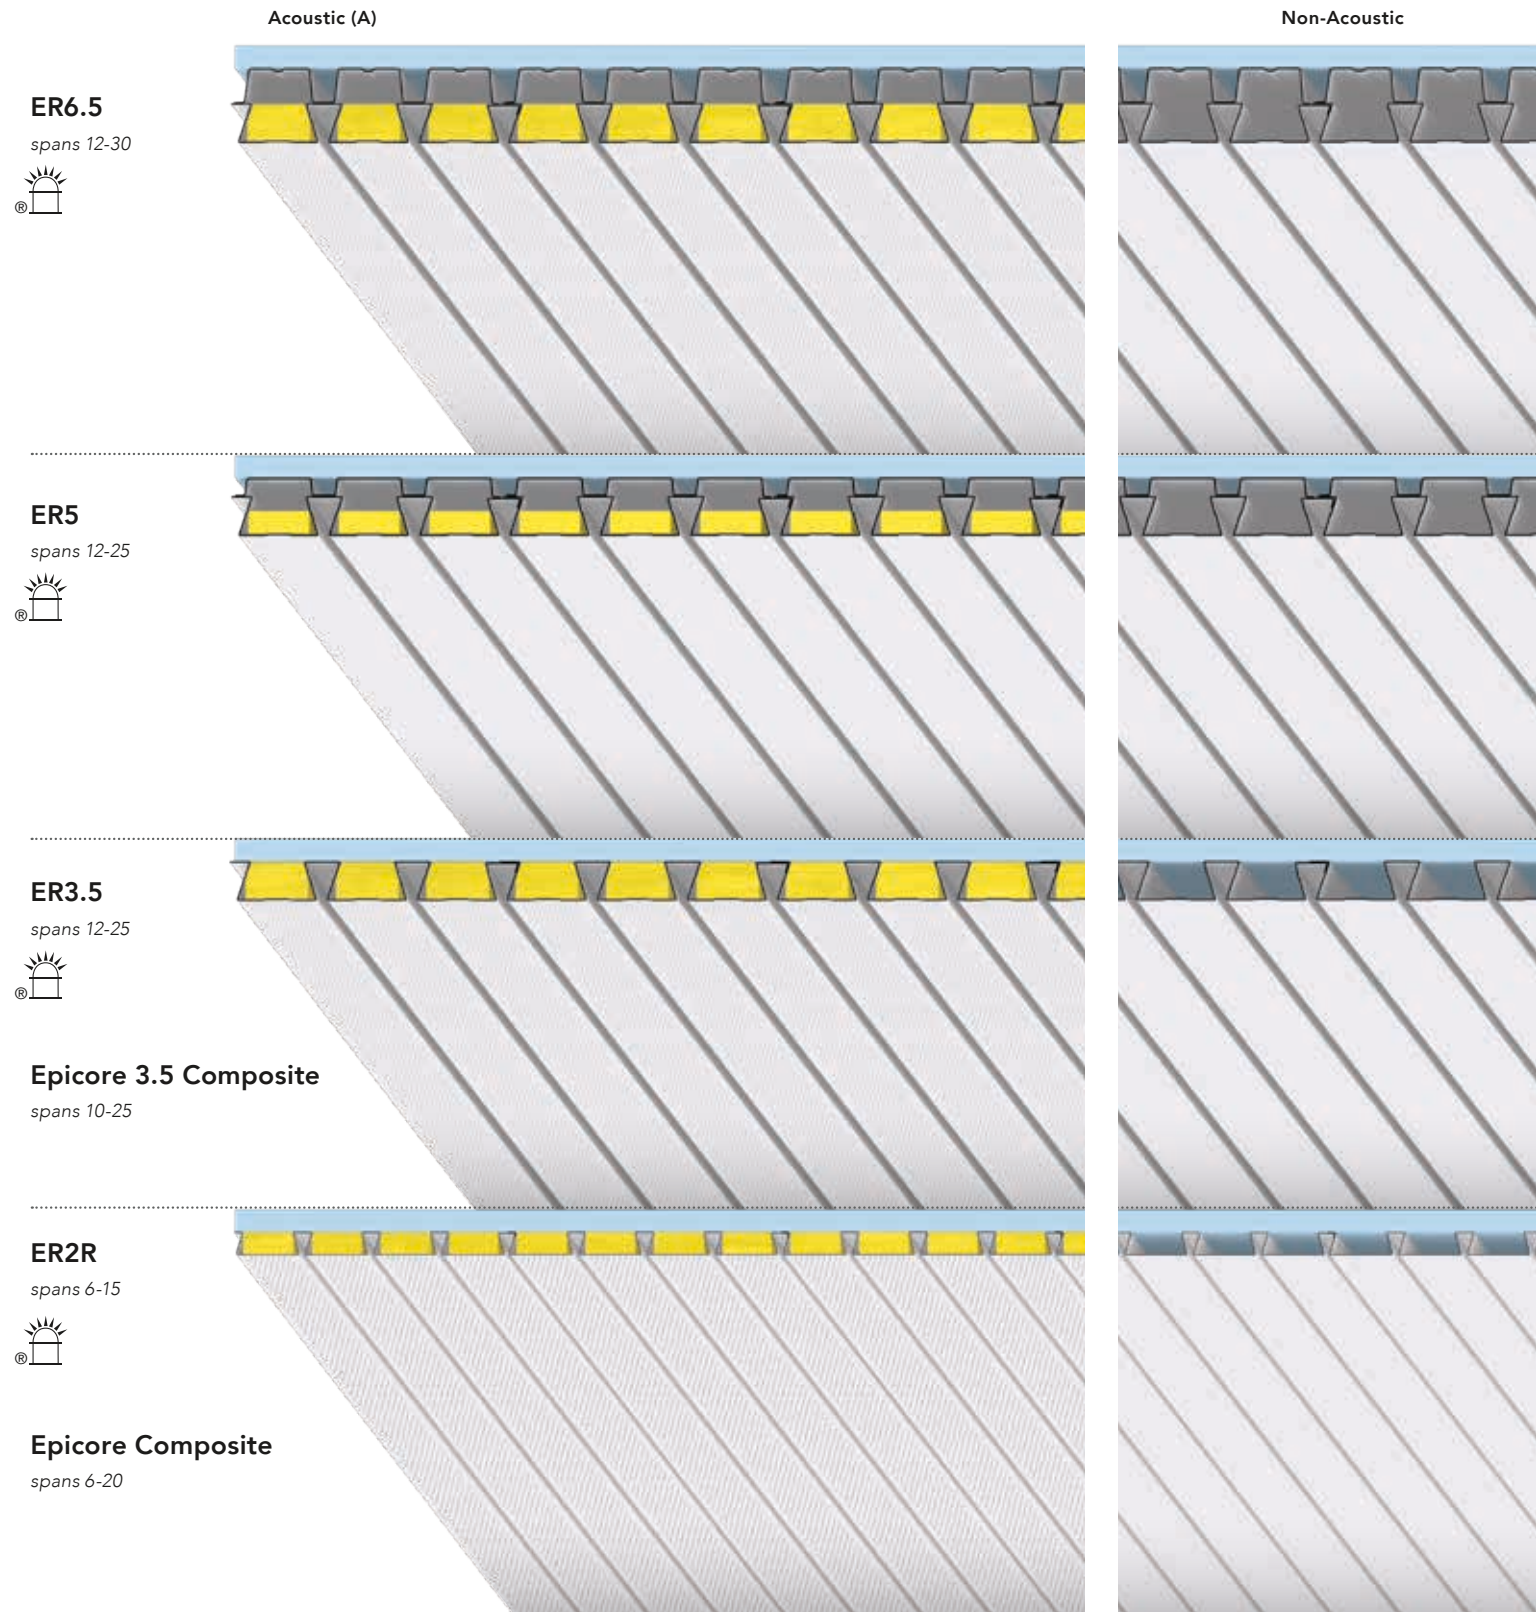 Acoustic (A)
Non-Acoustic
ER6.5
spans 12-30
®
ER5
spans 12-25
®
ER3.5
spans 12-25
®
Epicore 3.5 Composite
spans 10-25
ER2R
spans 6-15
®
Epicore Composite
spans 6-20